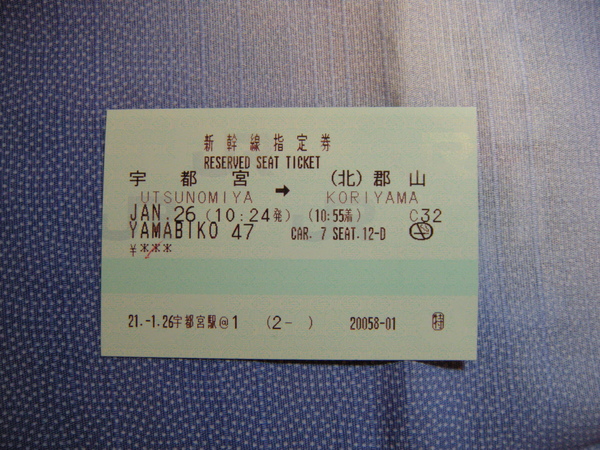 新幹線指定券
RESERVED SEAT TICKET
宇都宮 → (北)郡山
UTSUNOMIYA KORIYAMA
JAN.26 (10:24発) (10:55着) C32
YAMABIKO 47 CAR. 7 SEAT.12-D
¥***
21.-1.26宇都宮駅@1 (2- ) 20058-01